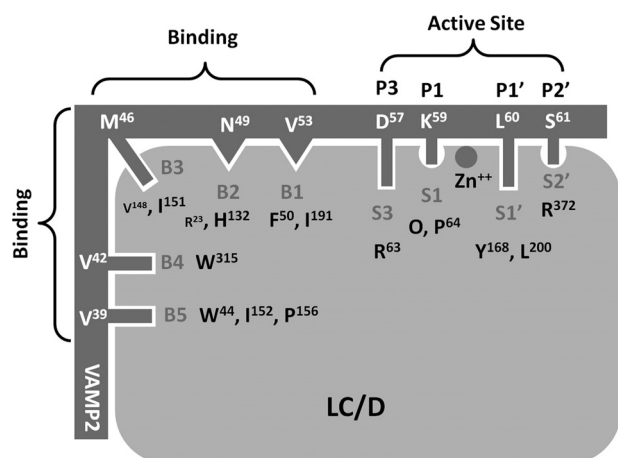 Active Site
Binding
P3 P1 P1’ P2’
M⁴⁶ N⁴⁹ V⁵³ D⁵⁷ K⁵⁹ L⁶⁰ S⁶¹
Zn⁺⁺
B3 B2 B1 S3 S1 S1’ S2’
V¹⁴⁸, I¹⁵¹
R²³, H¹³²
F⁵⁰, I¹⁹¹
R⁶³
O, P⁶⁴
Y¹⁶⁸, L²⁰⁰
R³⁷²
Binding
V⁴² B4 W³¹⁵
V³⁹ B5 W⁴⁴, I¹⁵², P¹⁵⁶
VAMP2
LC/D